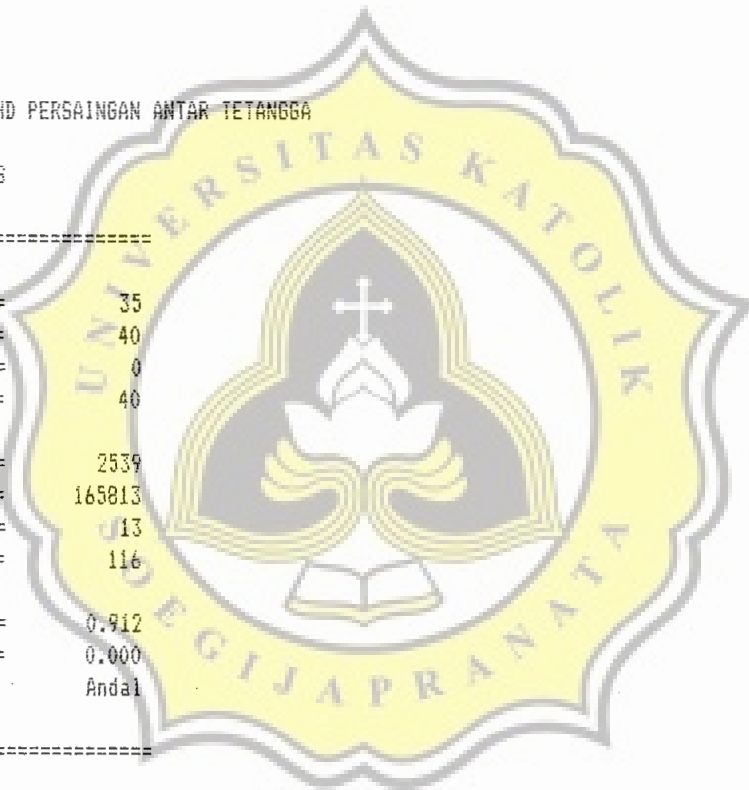 HD PERSAINGAN ANTAR TETANGGA
S
==============
= 35
= 40
= 0
= 40
= 2539
= 165813
= 13
= 116
= 0.912
= 0.000
Andal
==============
UNIVERSITAS KATOLIK
SOEGIJAPRANATA